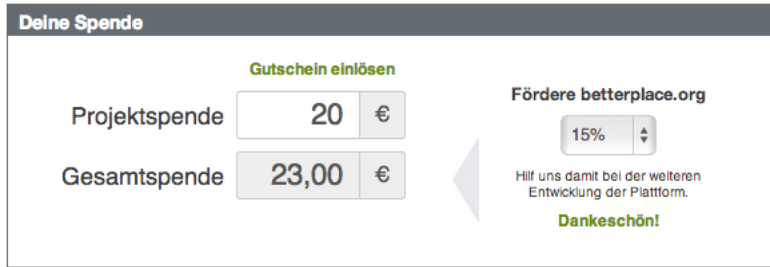 Deine Spende
Gutschein einlösen
Projektspende 20 €
Gesamtspende 23,00 €
Fördere betterplace.org
15%
Hilf uns damit bei der weiteren
Entwicklung der Plattform.
Dankeschön!